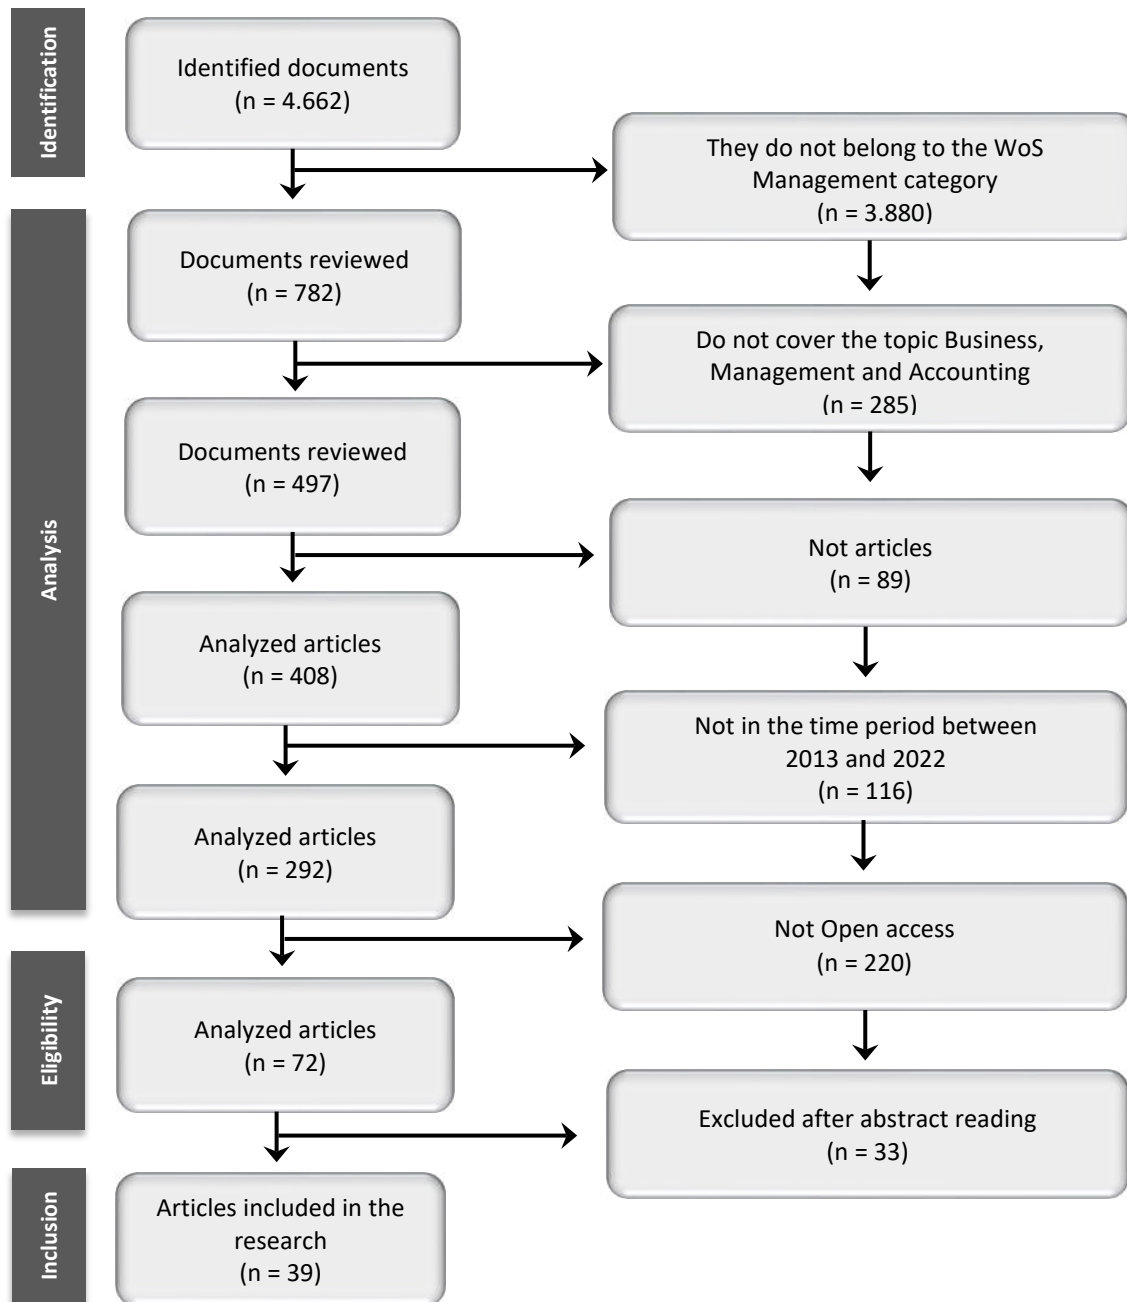 Identification
Identified documents
(n = 4.662)
They do not belong to the WoS
Management category
(n = 3.880)
Analysis
Documents reviewed
(n = 782)
Do not cover the topic Business,
Management and Accounting
(n = 285)
Documents reviewed
(n = 497)
Not articles
(n = 89)
Analyzed articles
(n = 408)
Not in the time period between
2013 and 2022
(n = 116)
Analyzed articles
(n = 292)
Not Open access
(n = 220)
Eligibility
Analyzed articles
(n = 72)
Excluded after abstract reading
(n = 33)
Inclusion
Articles included in the
research
(n = 39)